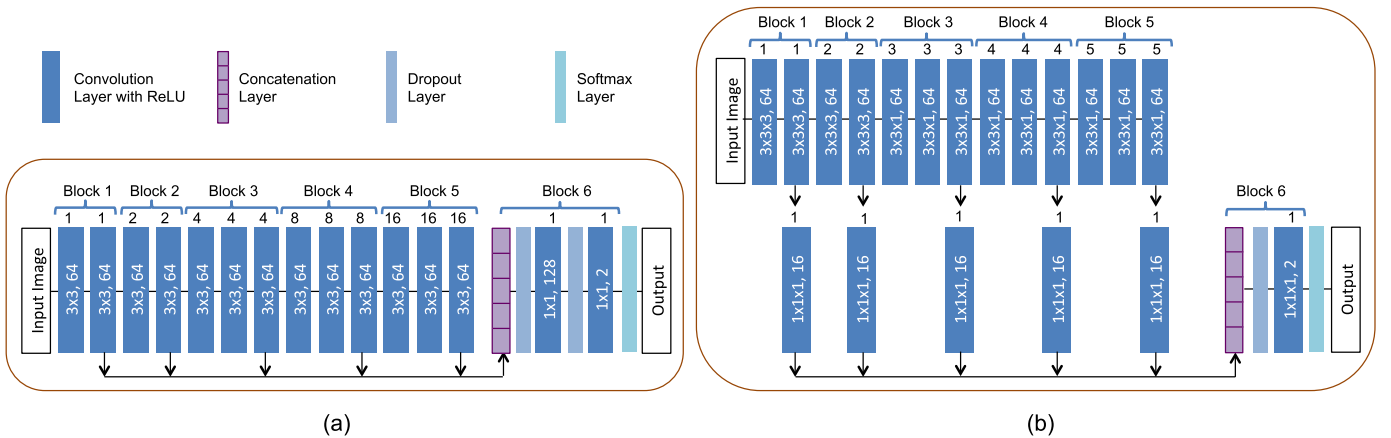 Convolution
Layer with ReLU
Concatenation
Layer
Dropout
Layer
Softmax
Layer
Block 1 Block 2 Block 3 Block 4 Block 5 Block 6
1 1 2 2 4 4 4 8 8 8 16 16 16 1 1
Input Image
3x3, 64
3x3, 64
3x3, 64
3x3, 64
3x3, 64
3x3, 64
3x3, 64
3x3, 64
3x3, 64
3x3, 64
3x3, 64
3x3, 64
3x3, 64
1x1, 128
1x1, 2
Output
(a)
Block 1 Block 2 Block 3 Block 4 Block 5
1 1 2 2 3 3 3 4 4 4 5 5 5
Input Image
3x3x3, 64
3x3x3, 64
3x3x3, 64
3x3x3, 64
3x3x1, 64
3x3x1, 64
3x3x1, 64
3x3x1, 64
3x3x1, 64
3x3x1, 64
3x3x1, 64
3x3x1, 64
3x3x1, 64
Block 6
1 1 1 1 1 1
1x1x1, 16
1x1x1, 16
1x1x1, 16
1x1x1, 16
1x1x1, 16
1x1x1, 2
Output
(b)